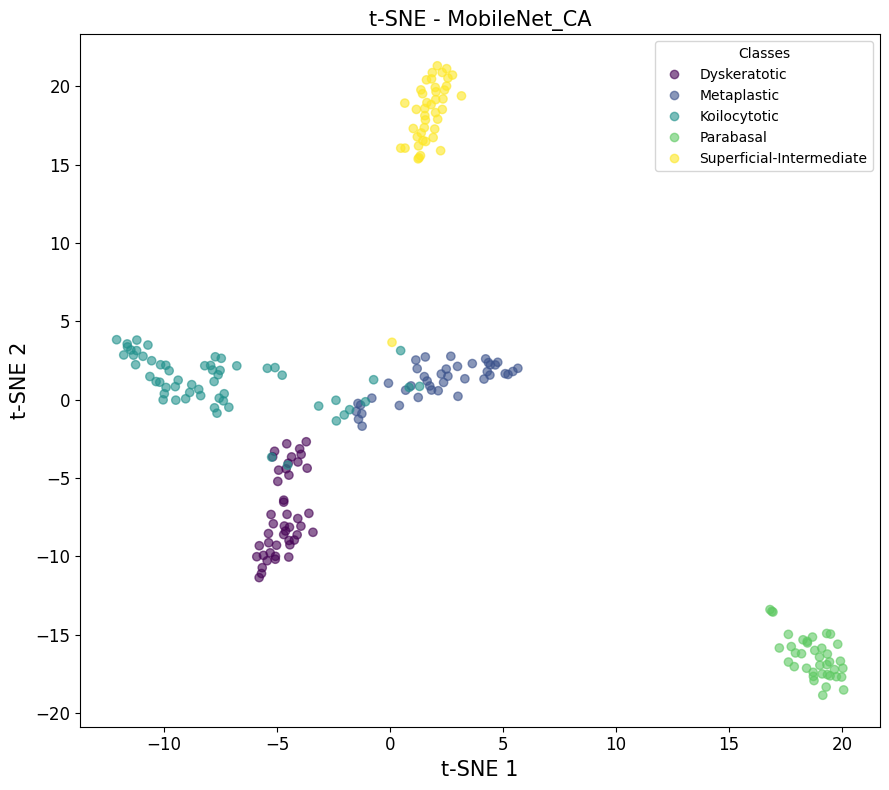 t-SNE - MobileNet_CA
Classes
Dyskeratotic
Metaplastic
Koilocytotic
Parabasal
Superficial-Intermediate
t-SNE 2
20
15
10
5
0
−5
−10
−15
−20
−10
−5
0
5
10
15
20
t-SNE 1